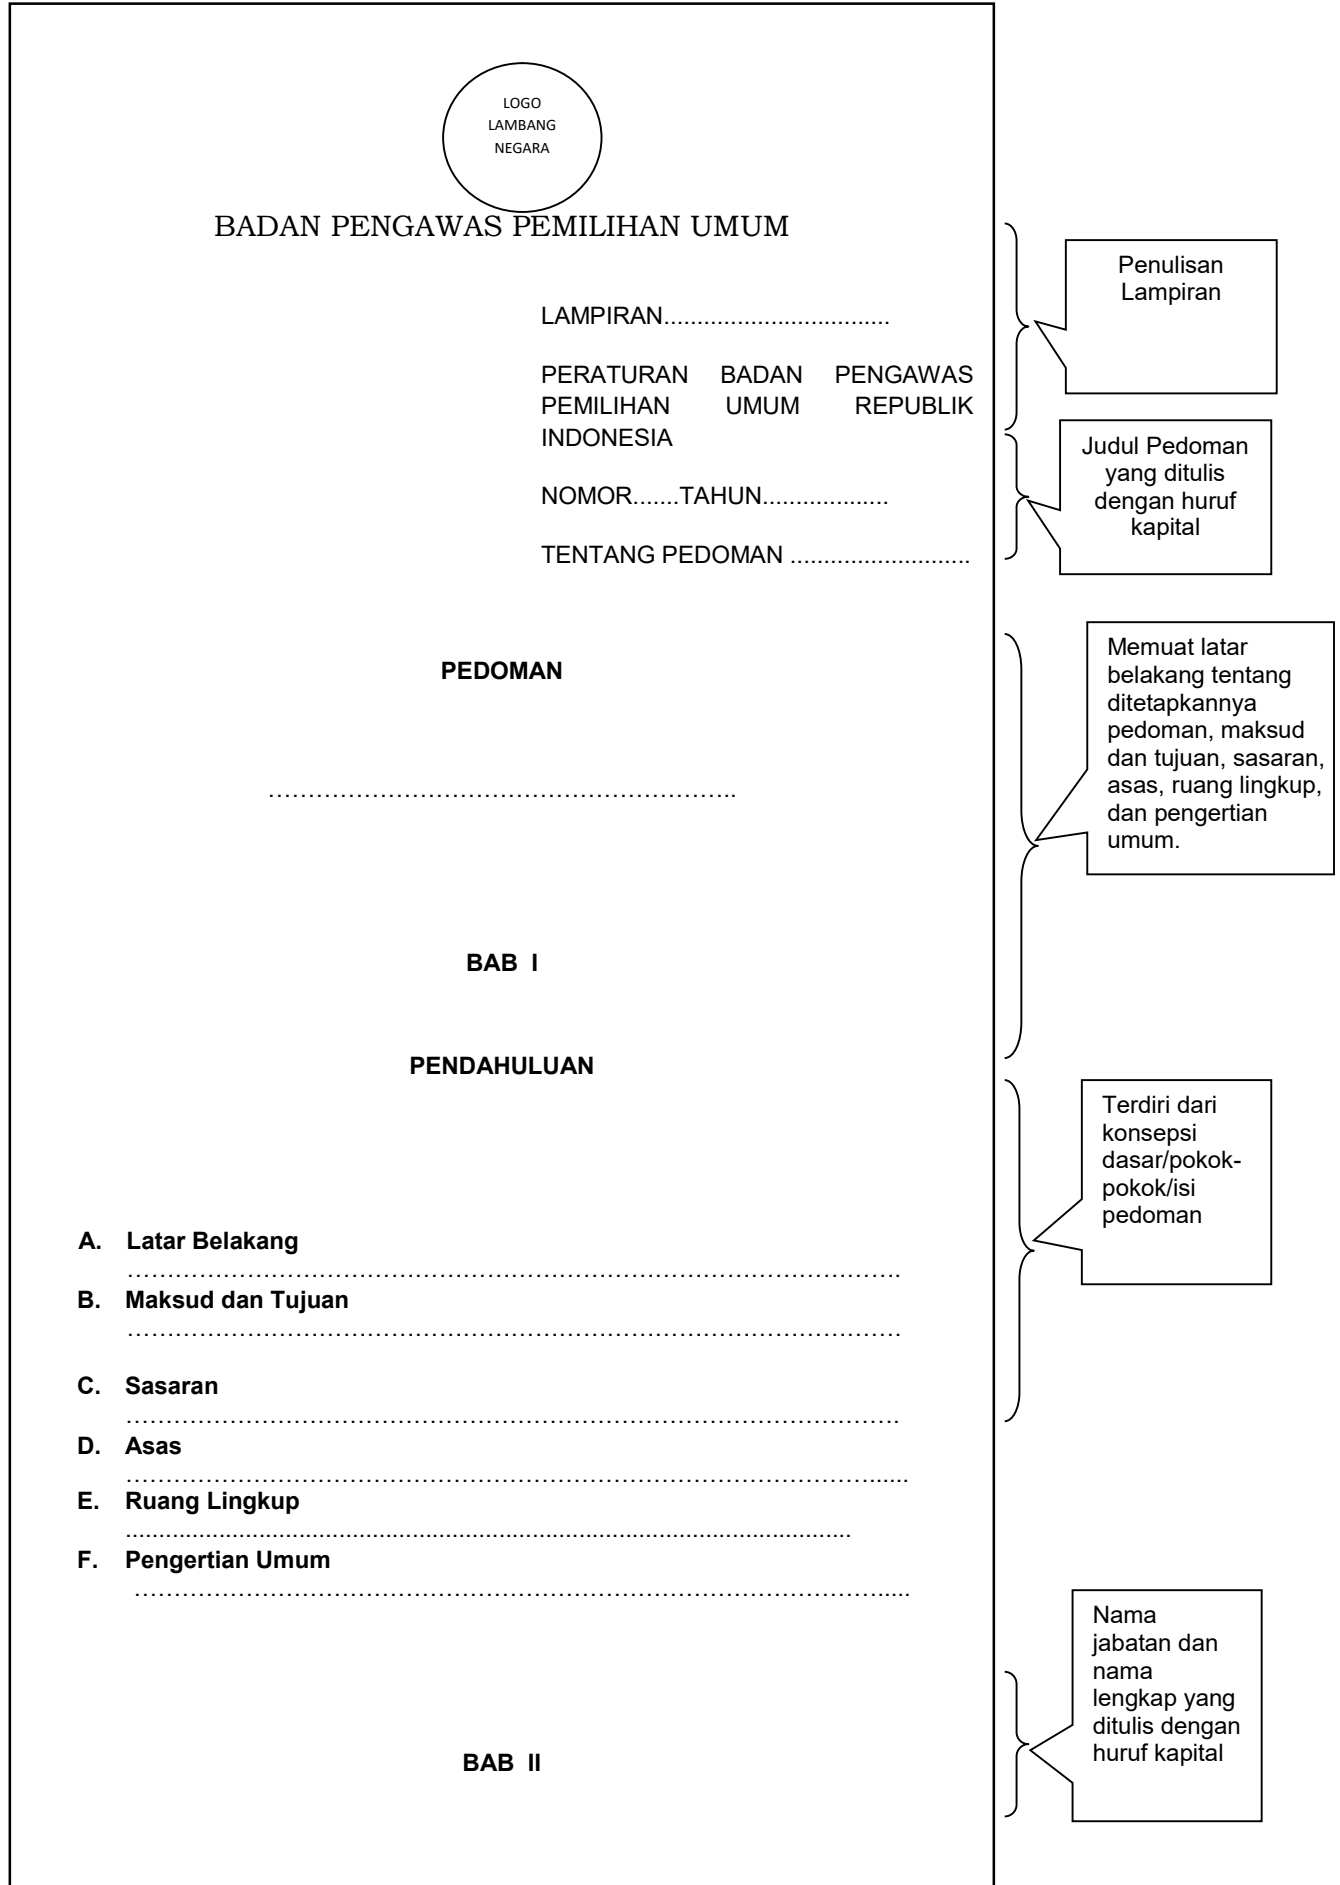 LOGO
LAMBANG
NEGARA
BADAN PENGAWAS PEMILIHAN UMUM
LAMPIRAN..................................
PERATURAN BADAN PENGAWAS
PEMILIHAN UMUM REPUBLIK
INDONESIA
NOMOR.......TAHUN...................
TENTANG PEDOMAN ...........................
Penulisan
Lampiran
Judul Pedoman
yang ditulis
dengan huruf
kapital
PEDOMAN
…………………………………………………..
Memuat latar
belakang tentang
ditetapkannya
pedoman, maksud
dan tujuan, sasaran,
asas, ruang lingkup,
dan pengertian
umum.
BAB I
PENDAHULUAN
Terdiri dari
konsepsi
dasar/pokok-
pokok/isi
pedoman
A. Latar Belakang
…………………………………………………………………………………….
B. Maksud dan Tujuan
…………………………………………………………………………………….
C. Sasaran
…………………………………………………………………………………….
D. Asas
…………………………………………………………………………………......
E. Ruang Lingkup
.............................................................................................................
F. Pengertian Umum
………………………………………………………………………………….....
Nama
jabatan dan
nama
lengkap yang
ditulis dengan
huruf kapital
BAB II